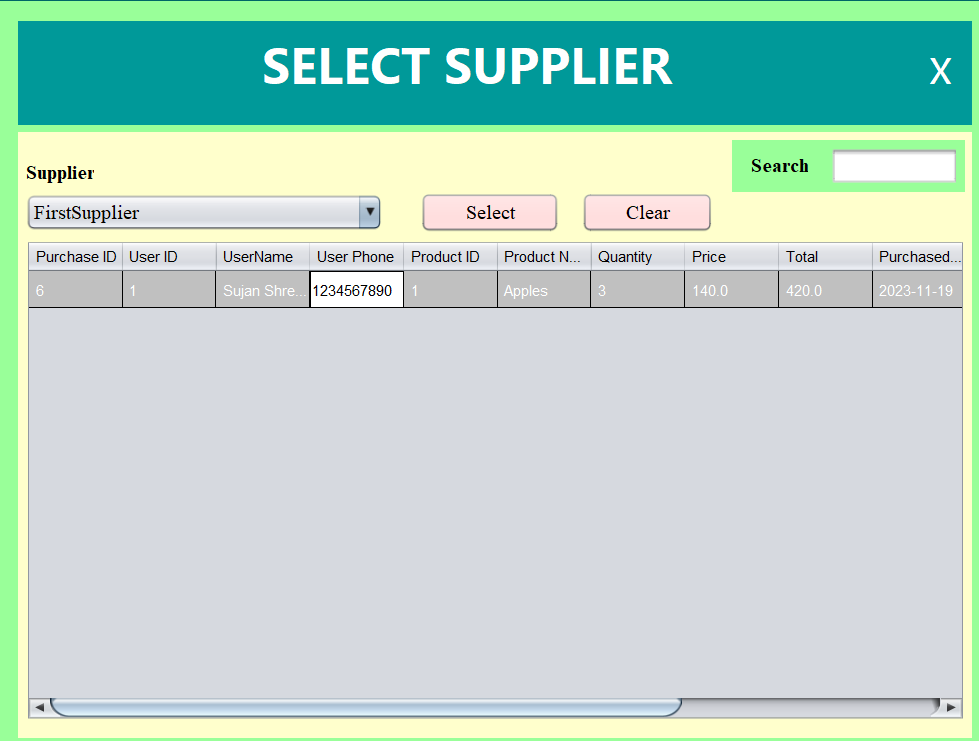 SELECT SUPPLIER
X
Search
Supplier
FirstSupplier Select Clear
Purchase ID User ID UserName User Phone Product ID Product N... Quantity Price Total Purchased...
6 1 Sujan Shre... 1234567890 1 Apples 3 140.0 420.0 2023-11-19